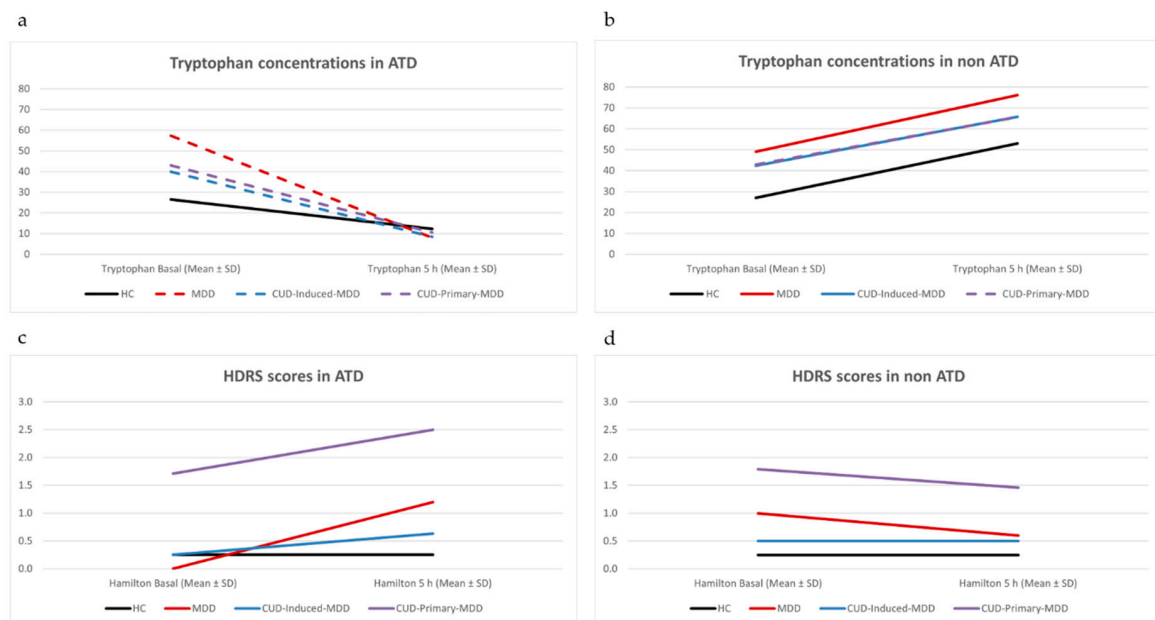 a
Tryptophan concentrations in ATD
80
70
60
50
40
30
20
10
0
Tryptophan Basal (Mean ± SD) Tryptophan 5 h (Mean ± SD)
HC MDD CUD-Induced-MDD CUD-Primary-MDD
b
Tryptophan concentrations in non ATD
80
70
60
50
40
30
20
10
0
Tryptophan Basal (Mean ± SD) Tryptophan 5 h (Mean ± SD)
HC MDD CUD-Induced-MDD CUD-Primary-MDD
c
HDRS scores in ATD
3.0
2.5
2.0
1.5
1.0
0.5
0.0
Hamilton Basal (Mean ± SD) Hamilton 5 h (Mean ± SD)
HC MDD CUD-Induced-MDD CUD-Primary-MDD
d
HDRS scores in non ATD
3.0
2.5
2.0
1.5
1.0
0.5
0.0
Hamilton Basal (Mean ± SD) Hamilton 5 h (Mean ± SD)
HC MDD CUD-Induced-MDD CUD-Primary-MDD